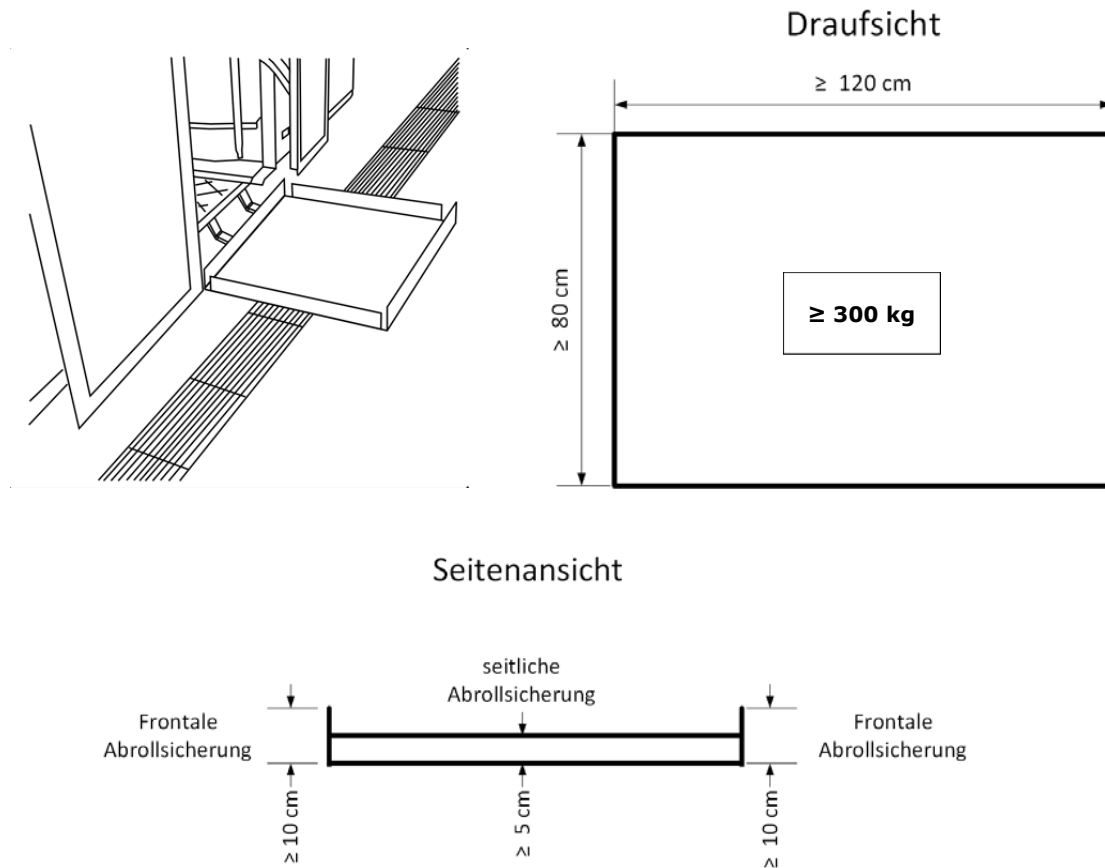 Draufsicht
≥ 120 cm
≥ 80 cm
≥ 300 kg
Seitenansicht
seitliche
Abrollsicherung
Frontale
Abrollsicherung
Frontale
Abrollsicherung
≥ 10 cm
≥ 5 cm
≥ 10 cm